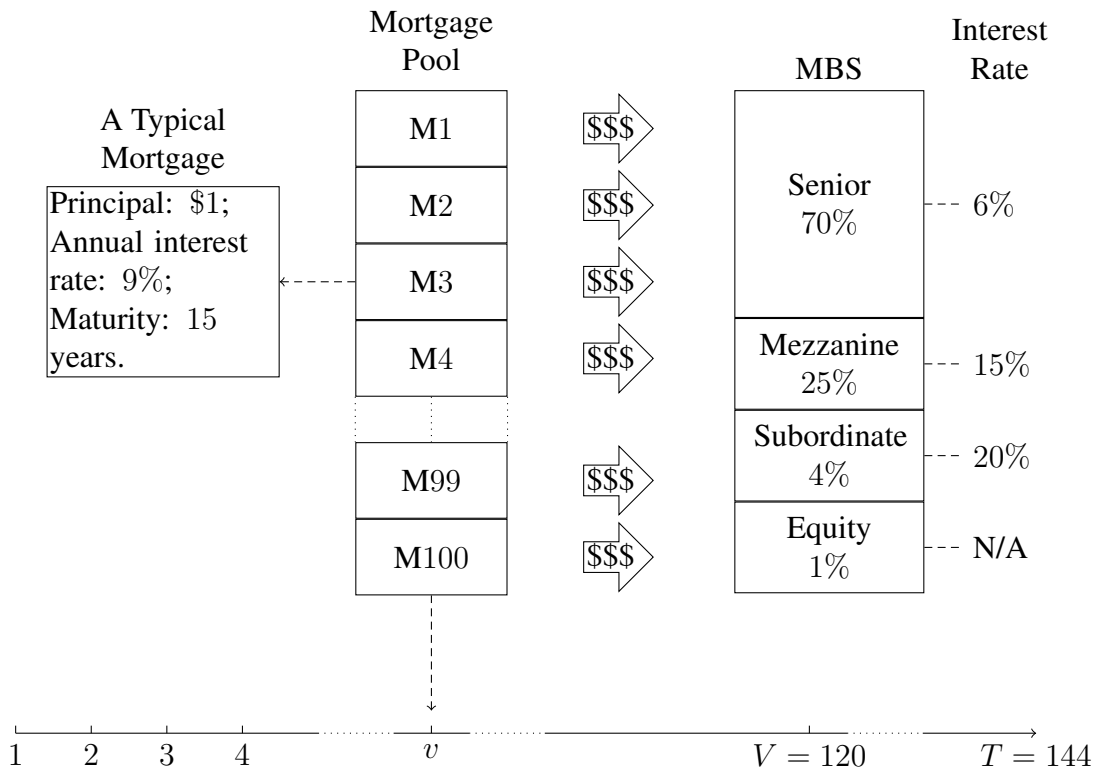 Mortgage
Pool
Interest
Rate
MBS
A Typical
Mortgage
Principal: $1;
Annual interest
rate: 9%;
Maturity: 15
years.
M1
M2
M3
M4
M99
M100
$$$
$$$
$$$
$$$
$$$
$$$
Senior
70%
6%
Mezzanine
25%
15%
Subordinate
4%
20%
Equity
1%
N/A
1 2 3 4 v V = 120 T = 144